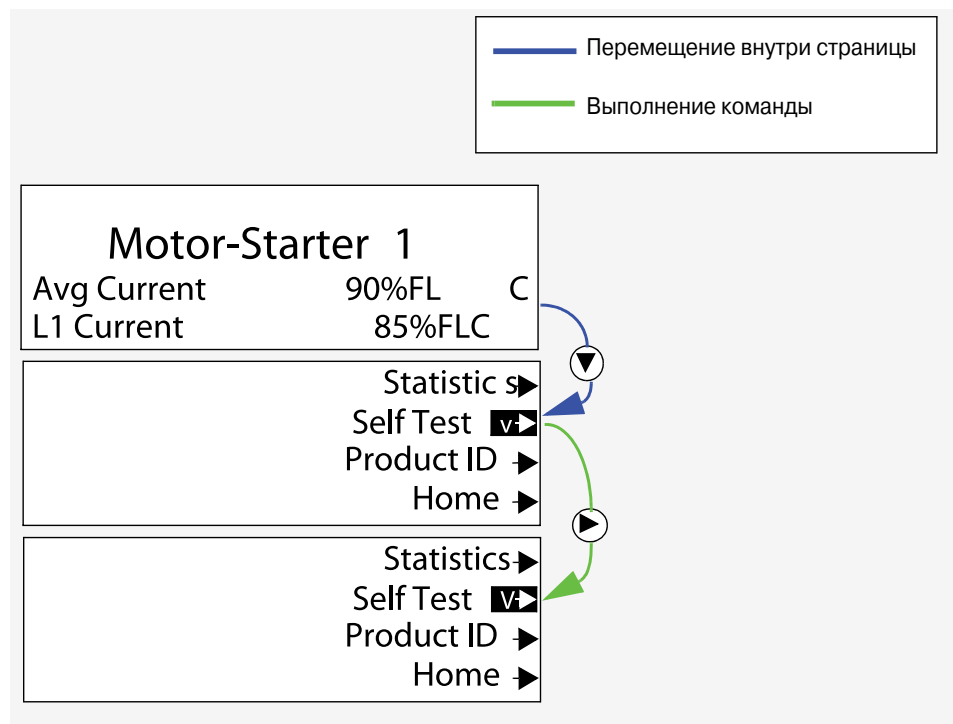 Перемещение внутри страницы
Выполнение команды
Motor-Starter 1
Avg Current 90%FL C
L1 Current 85%FLC
Statistic s
Self Test v
Product ID
Home
Statistics
Self Test V
Product ID
Home